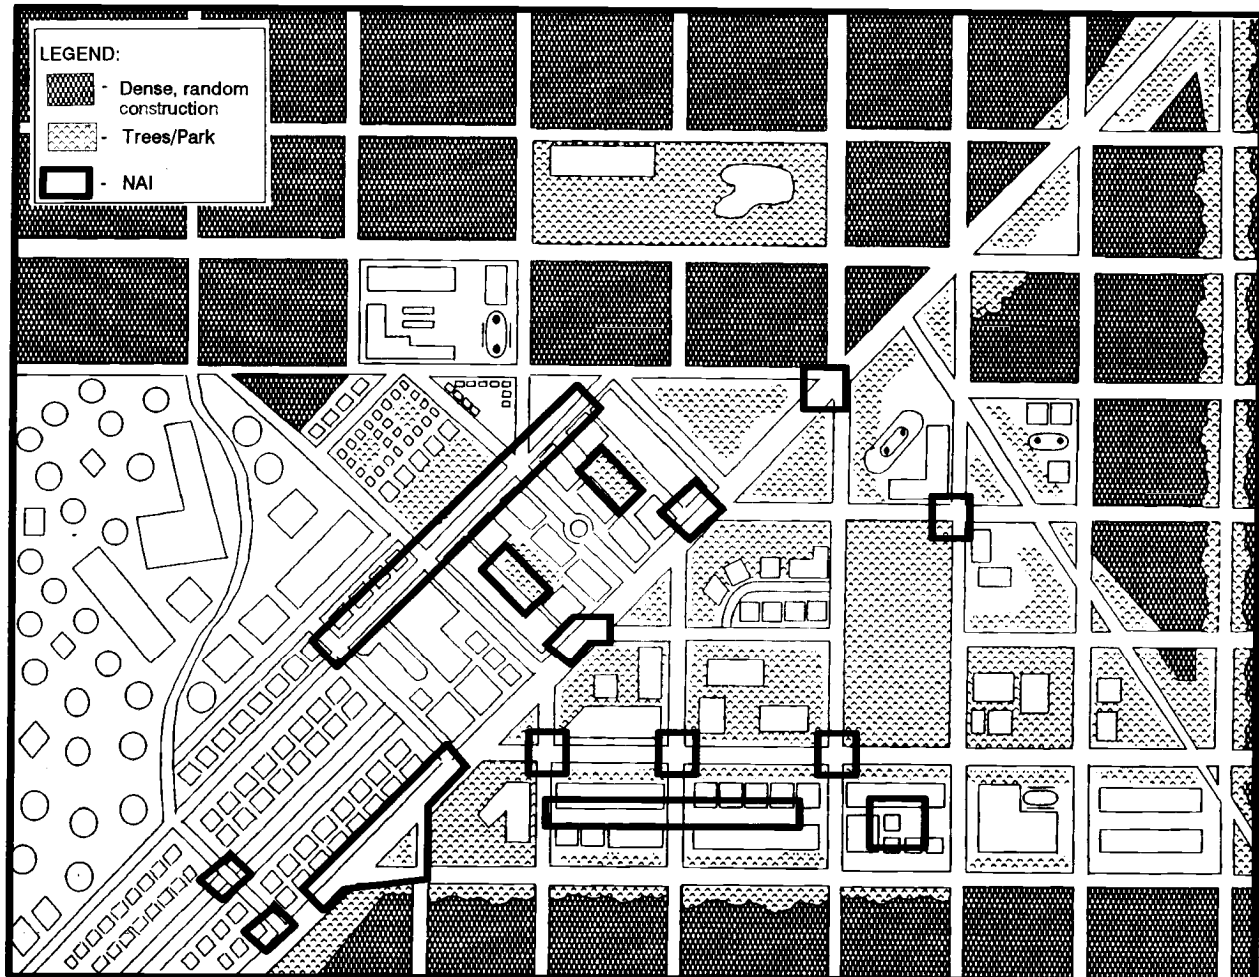 LEGEND:
- Dense, random
construction
- Trees/Park
- NAI